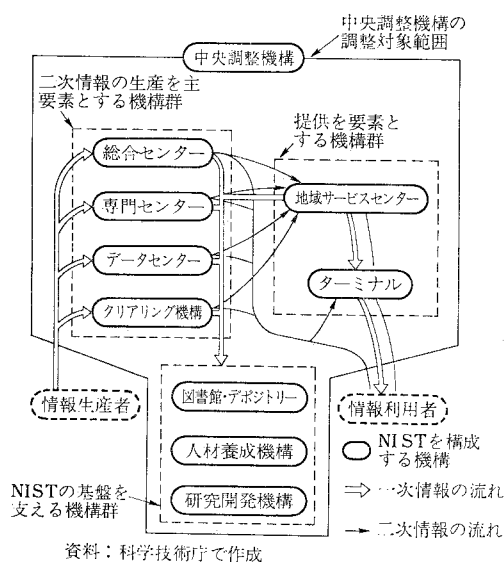 中央調整機構の
調整対象範囲
中央調整機構
二次情報の生産を主
要素とする機構群
提供を要素と
する機構群
総合センター
地域サービスセンター
専門センター
データセンター
ターミナル
クリアリング機構
情報生産者
図書館・デポジトリー
情報利用者
人材養成機構
NISTを構成
する機構
NISTの基盤を
支える機構群
研究開発機構
一次情報の流れ
二次情報の流れ
資料：科学技術庁で作成